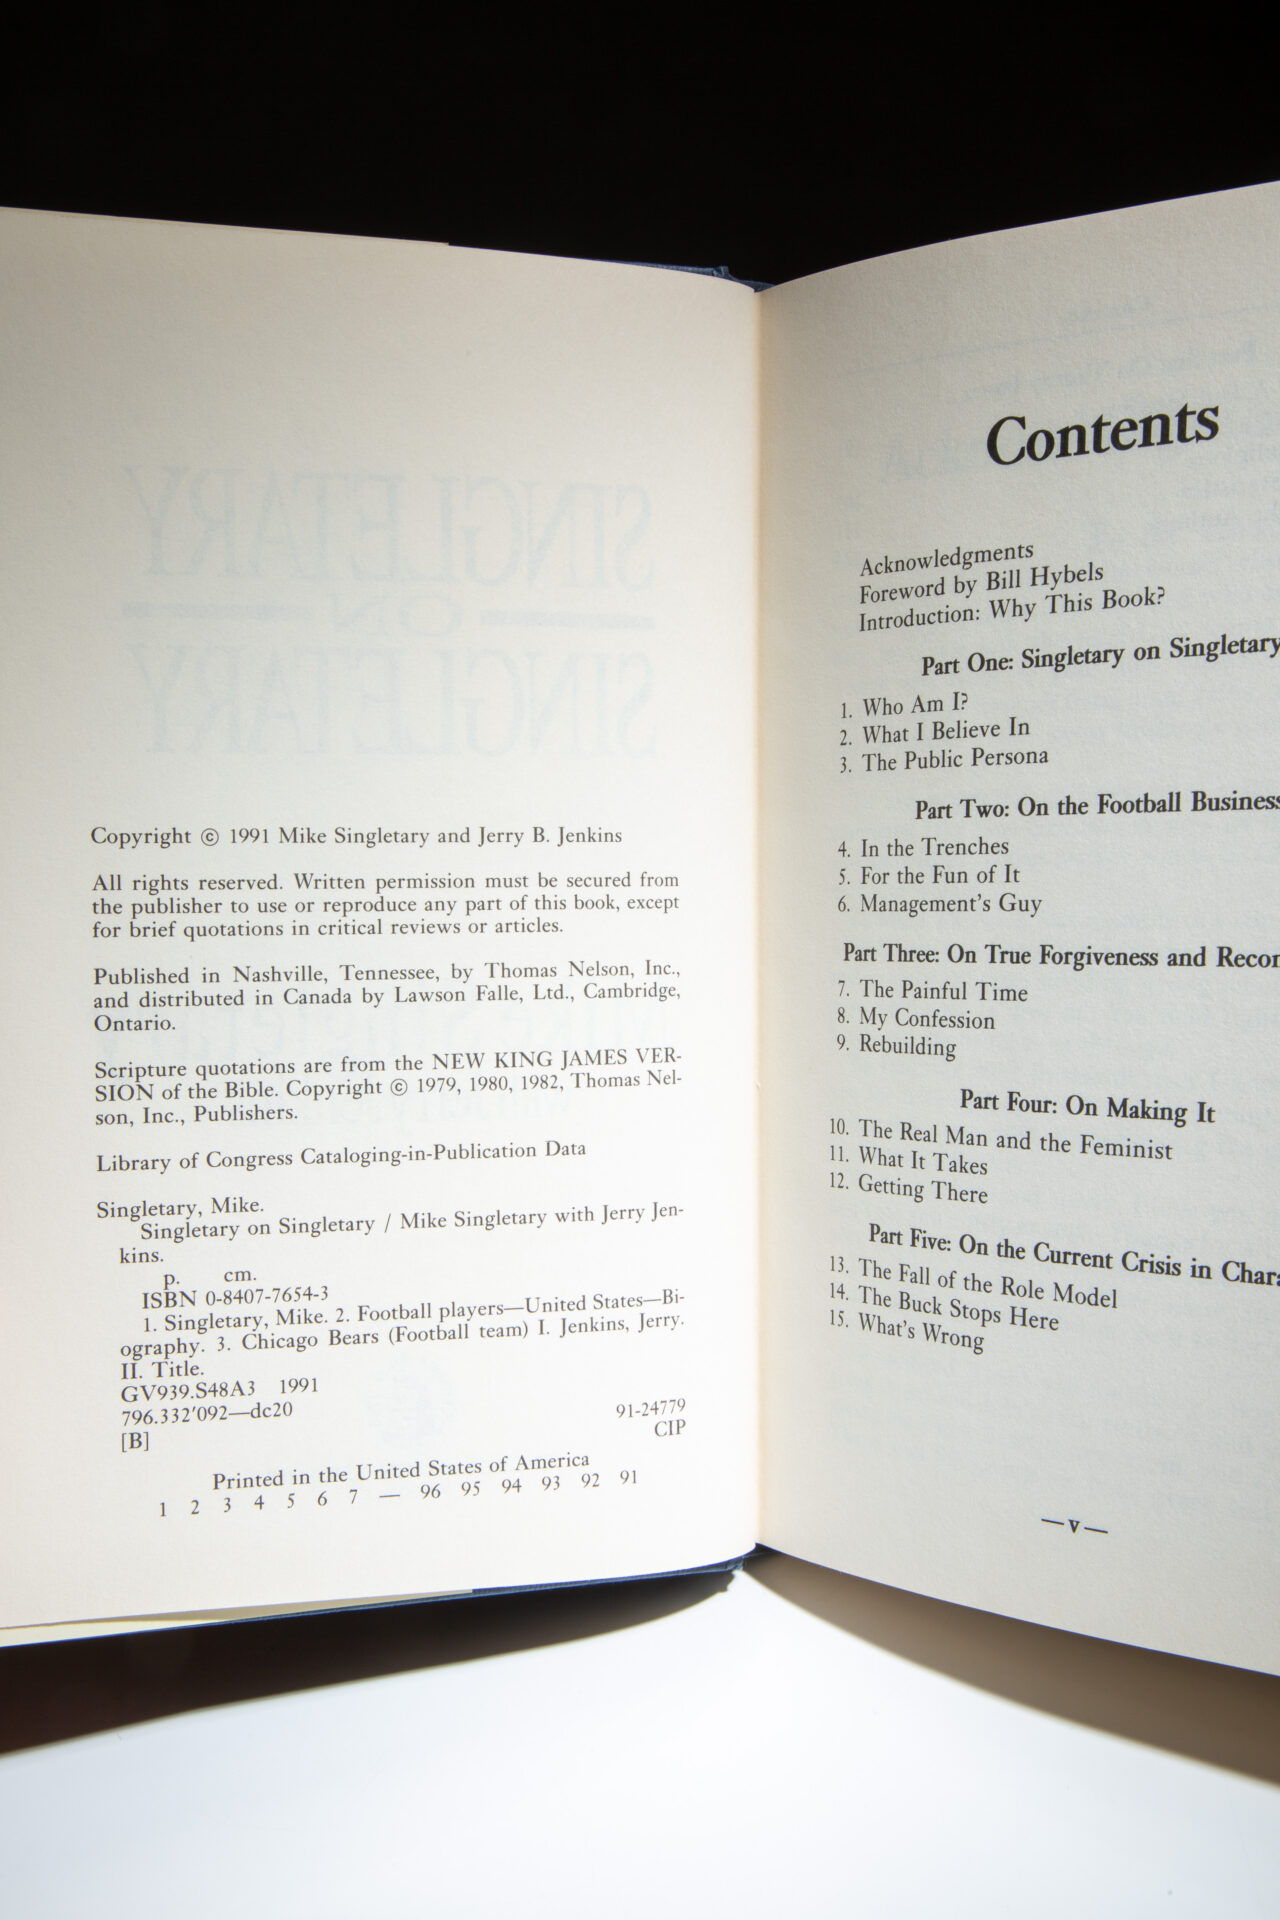 Copyright © 1991 Mike Singletary and Jerry B. Jenkins
All rights reserved. Written permission must be secured from
the publisher to use or reproduce any part of this book, except
for brief quotations in critical reviews or articles.
Published in Nashville, Tennessee, by Thomas Nelson, Inc.,
and distributed in Canada by Lawson Falle, Ltd., Cambridge,
Ontario.
Scripture quotations are from the NEW KING JAMES VER-
SION of the Bible. Copyright © 1979, 1980, 1982, Thomas Nel-
son, Inc., Publishers.
Library of Congress Cataloging-in-Publication Data
Singletary, Mike.
Singletary on Singletary / Mike Singletary with Jerry Jen-
kins.
p. cm.
ISBN 0-8407-7654-3
1. Singletary, Mike. 2. Football players—United States—Bi-
ography. 3. Chicago Bears (Football team) I. Jenkins, Jerry.
II. Title.
GV939.S48A3 1991
796.332'092—dc20 91-24779
[B] CIP
Printed in the United States of America
1 2 3 4 5 6 7 — 96 95 94 93 92 91
Contents
Acknowledgments
Foreword by Bill Hybels
Introduction: Why This Book?
Part One: Singletary on Singletary
1. Who Am I?
2. What I Believe In
3. The Public Persona
Part Two: On the Football Business
4. In the Trenches
5. For the Fun of It
6. Management's Guy
Part Three: On True Forgiveness and Recon
7. The Painful Time
8. My Confession
9. Rebuilding
Part Four: On Making It
10. The Real Man and the Feminist
11. What It Takes
12. Getting There
Part Five: On the Current Crisis in Chara
13. The Fall of the Role Model
14. The Buck Stops Here
15. What's Wrong
—v—